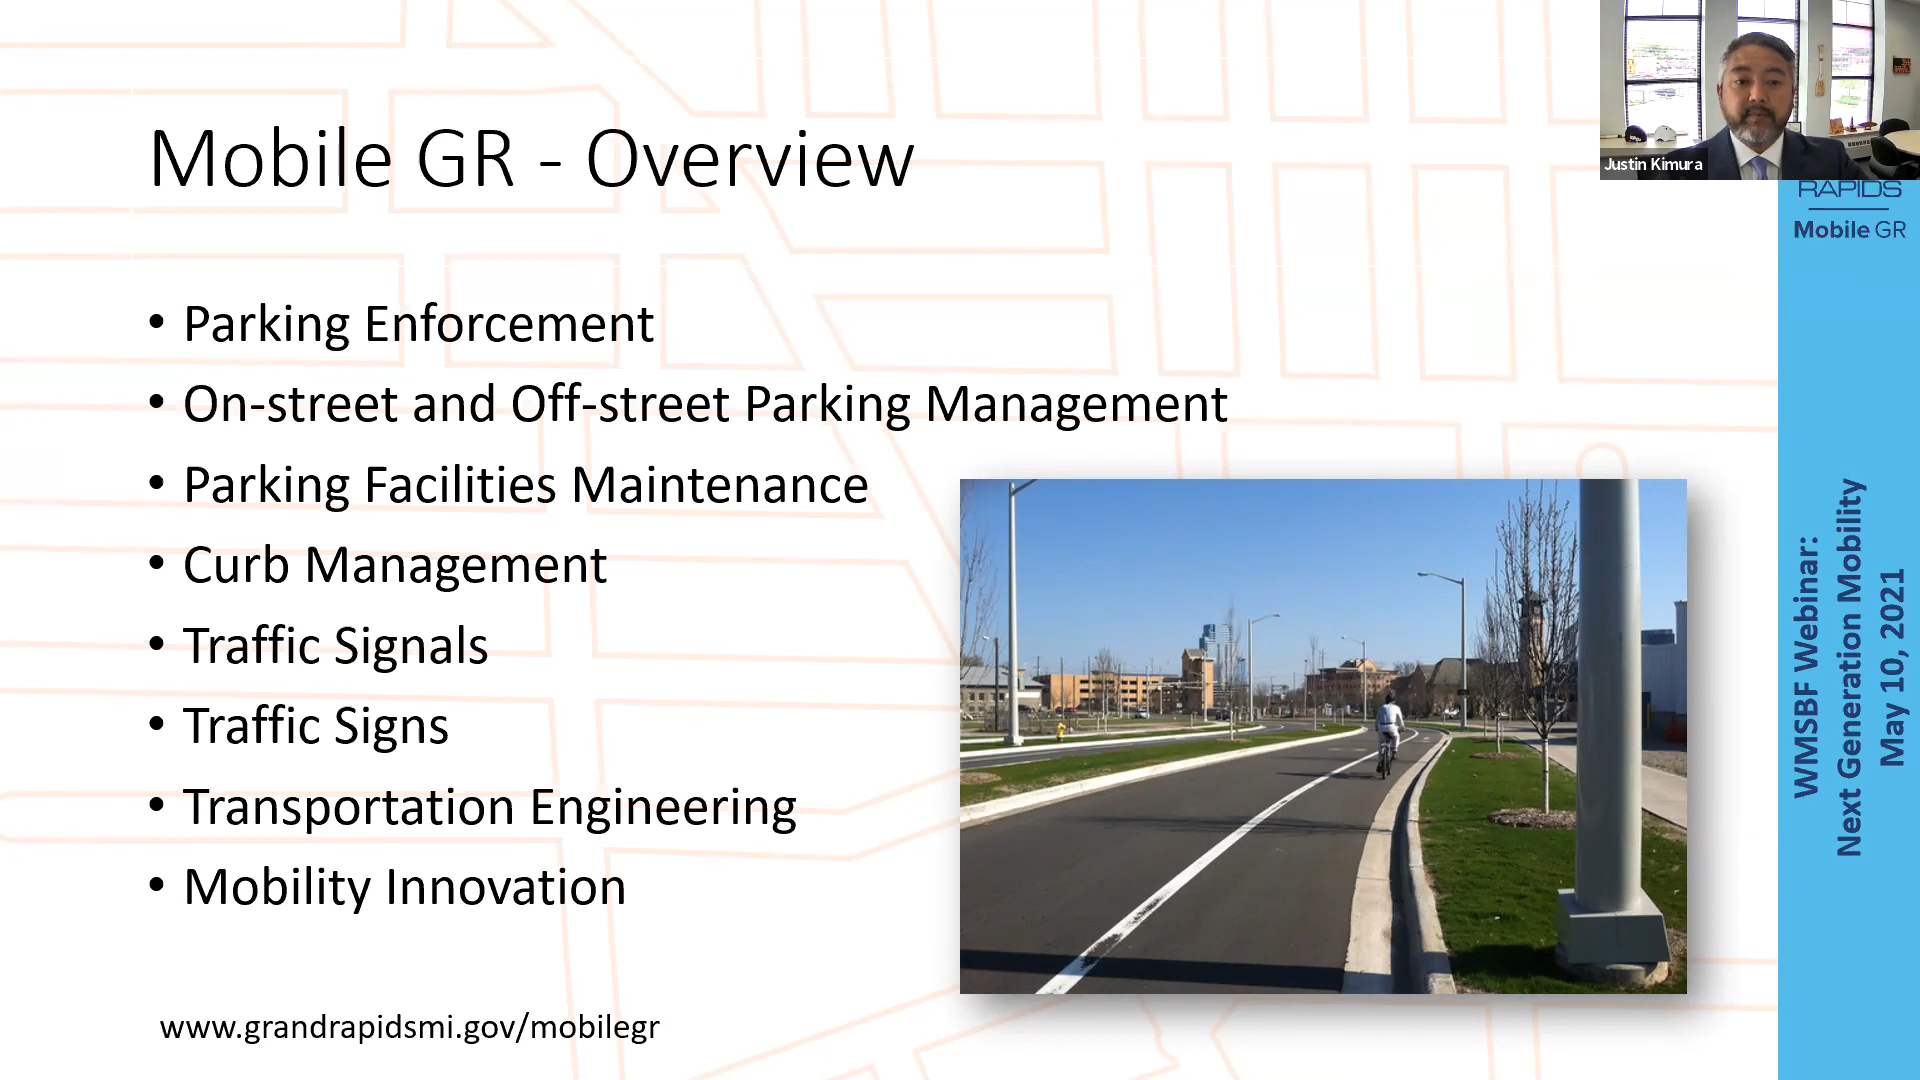 Mobile GR - Overview
• Parking Enforcement
• On-street and Off-street Parking Management
• Parking Facilities Maintenance
• Curb Management
• Traffic Signals
• Traffic Signs
• Transportation Engineering
• Mobility Innovation
www.grandrapidsmi.gov/mobilegr
Justin Kimura
RAPIDS
Mobile GR
WMSBF Webinar:
Next Generation Mobility
May 10, 2021